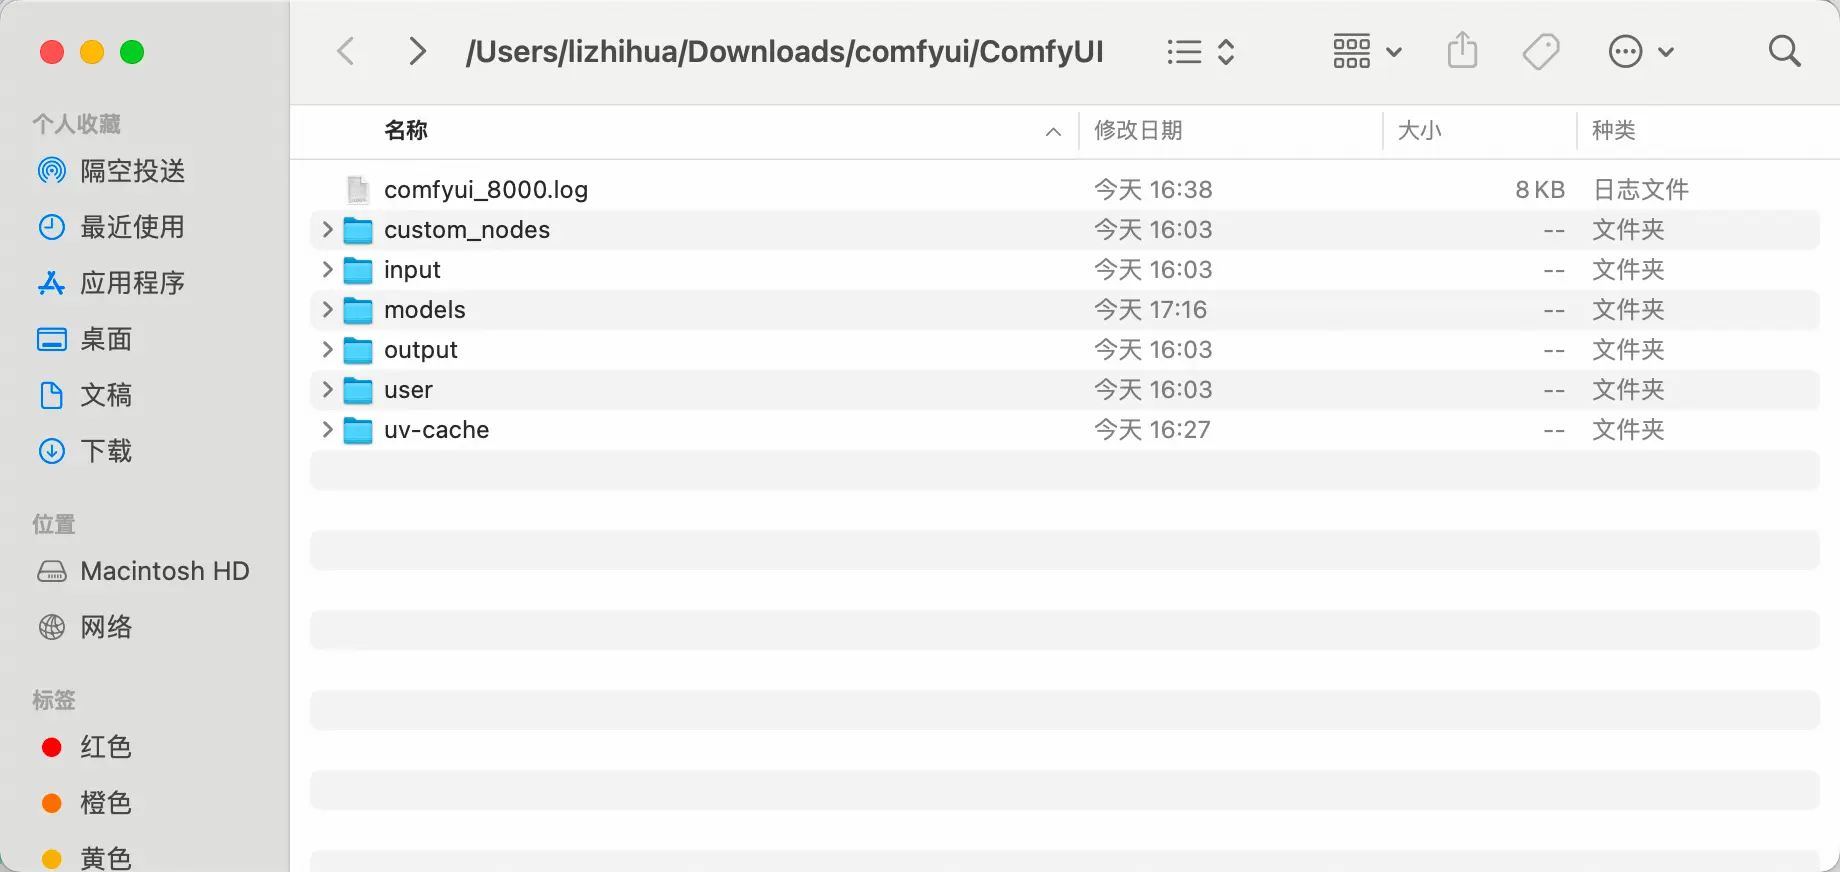 /Users/lizhihua/Downloads/comfyui/ComfyUI
个人收藏
隔空投送
最近使用
应用程序
桌面
文稿
下载
位置
Macintosh HD
网络
标签
红色
橙色
黄色
名称 修改日期 大小 种类
comfyui_8000.log 今天 16:38 8 KB 日志文件
custom_nodes 今天 16:03 -- 文件夹
input 今天 16:03 -- 文件夹
models 今天 17:16 -- 文件夹
output 今天 16:03 -- 文件夹
user 今天 16:03 -- 文件夹
uv-cache 今天 16:27 -- 文件夹